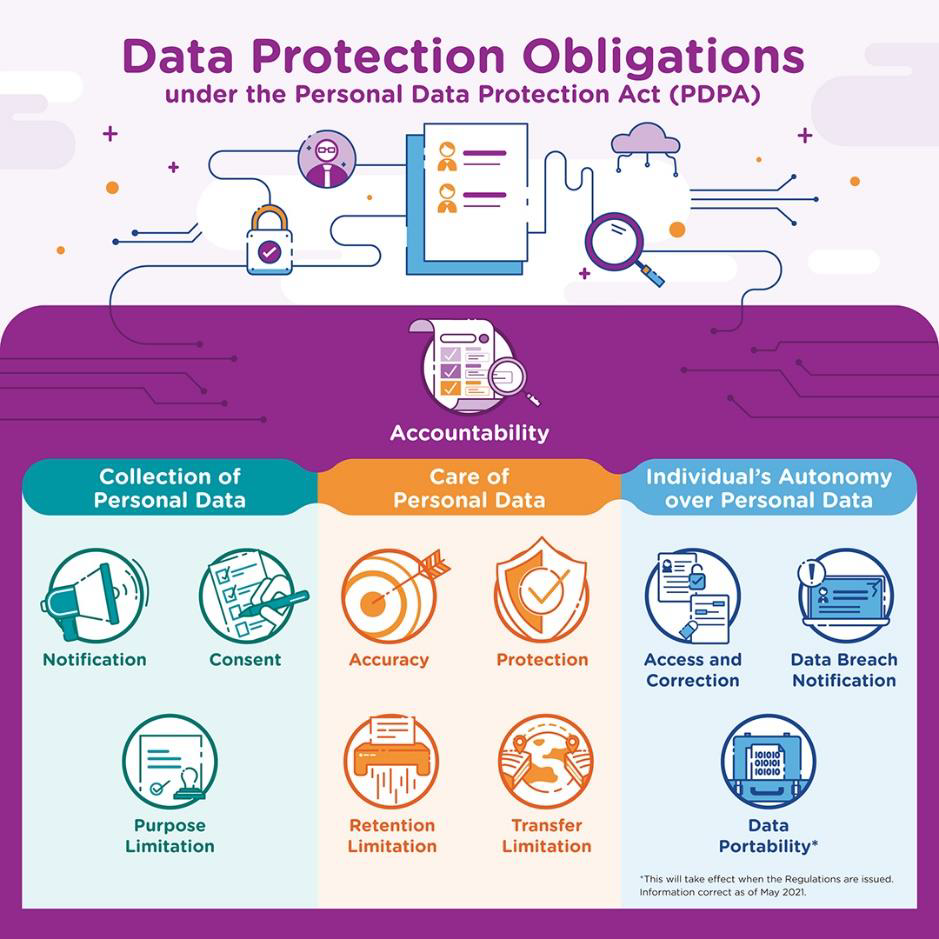 Data Protection Obligations
under the Personal Data Protection Act (PDPA)
Accountability
Collection of
Personal Data
Notification
Consent
Purpose
Limitation
Care of
Personal Data
Accuracy
Protection
Retention
Limitation
Transfer
Limitation
Individual's Autonomy
over Personal Data
Access and
Correction
Data Breach
Notification
!
101010
010101
101010
Data
Portability*
*This will take effect when the Regulations are issued.
Information correct as of May 2021.